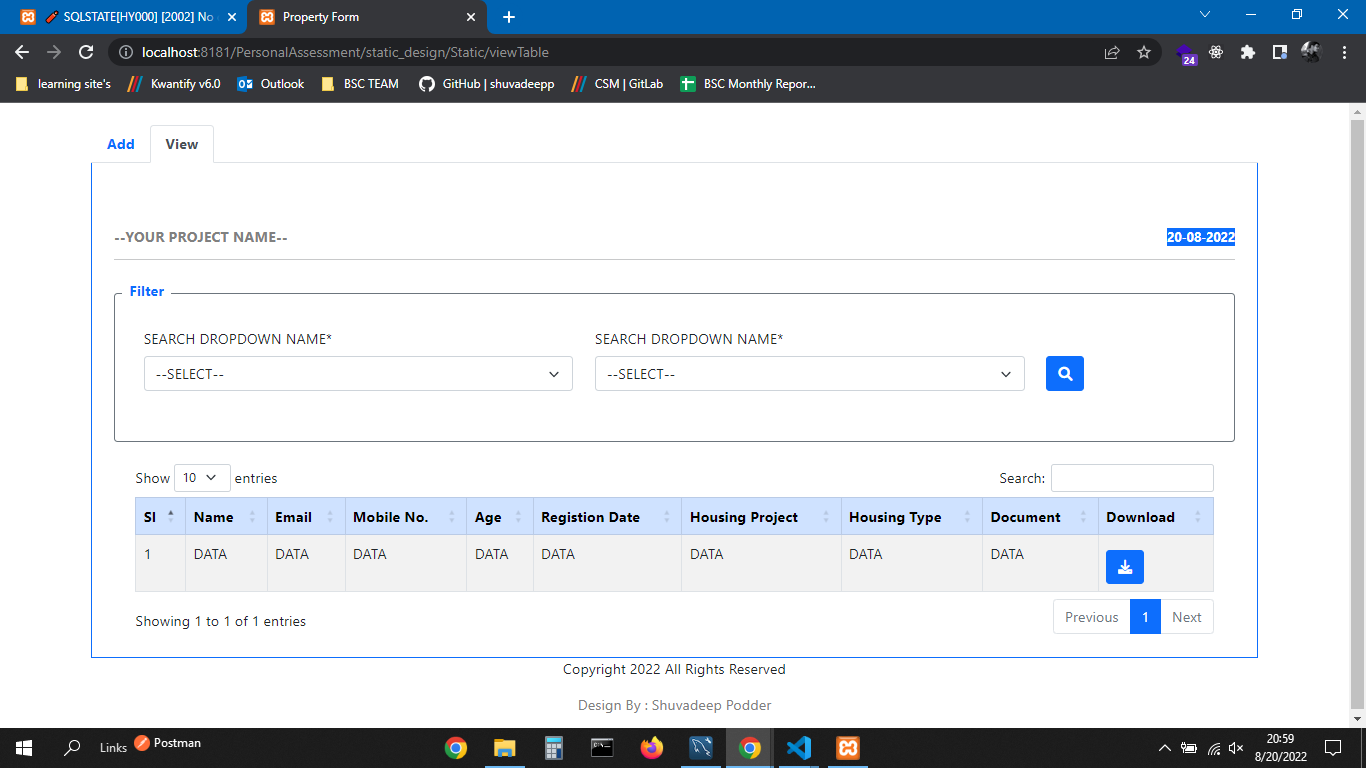 SQLSTATE[HY000] [2002] No
Property Form
localhost:8181/PersonalAssessment/static_design/Static/viewTable
24
learning site's Kwantify v6.0 Outlook BSC TEAM GitHub | shuvadeepp CSM | GitLab BSC Monthly Repor...
Add View
--YOUR PROJECT NAME-- 20-08-2022
Filter
SEARCH DROPDOWN NAME* SEARCH DROPDOWN NAME*
--SELECT-- --SELECT--
Show 10 entries Search:
Sl Name Email Mobile No. Age Registion Date Housing Project Housing Type Document Download
1 DATA DATA DATA DATA DATA DATA DATA DATA
Showing 1 to 1 of 1 entries Previous 1 Next
Copyright 2022 All Rights Reserved
Design By : Shuvadeep Podder
Links Postman
20:59
8/20/2022